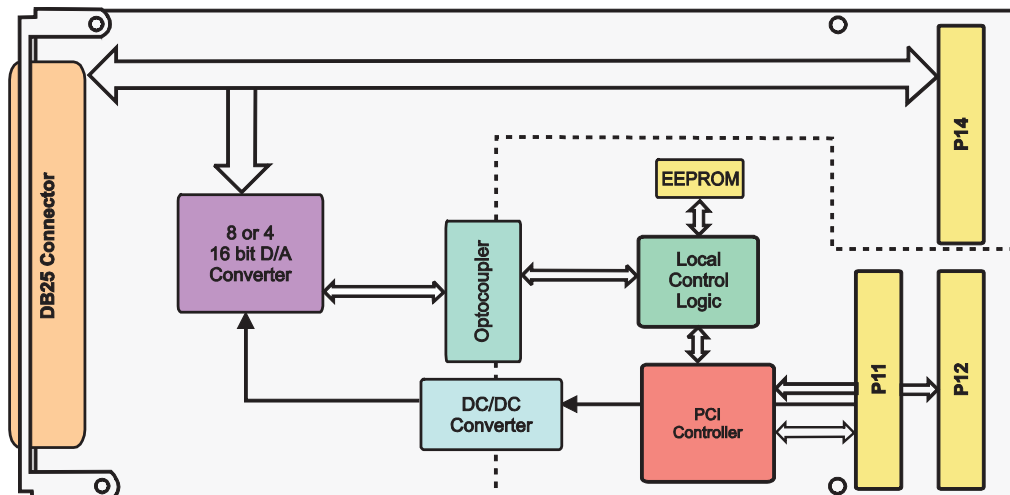 DB25 Connector
8 or 4
16 bit D/A
Converter
Optocoupler
EEPROM
Local
Control
Logic
P14
DC/DC
Converter
PCI
Controller
P11
P12